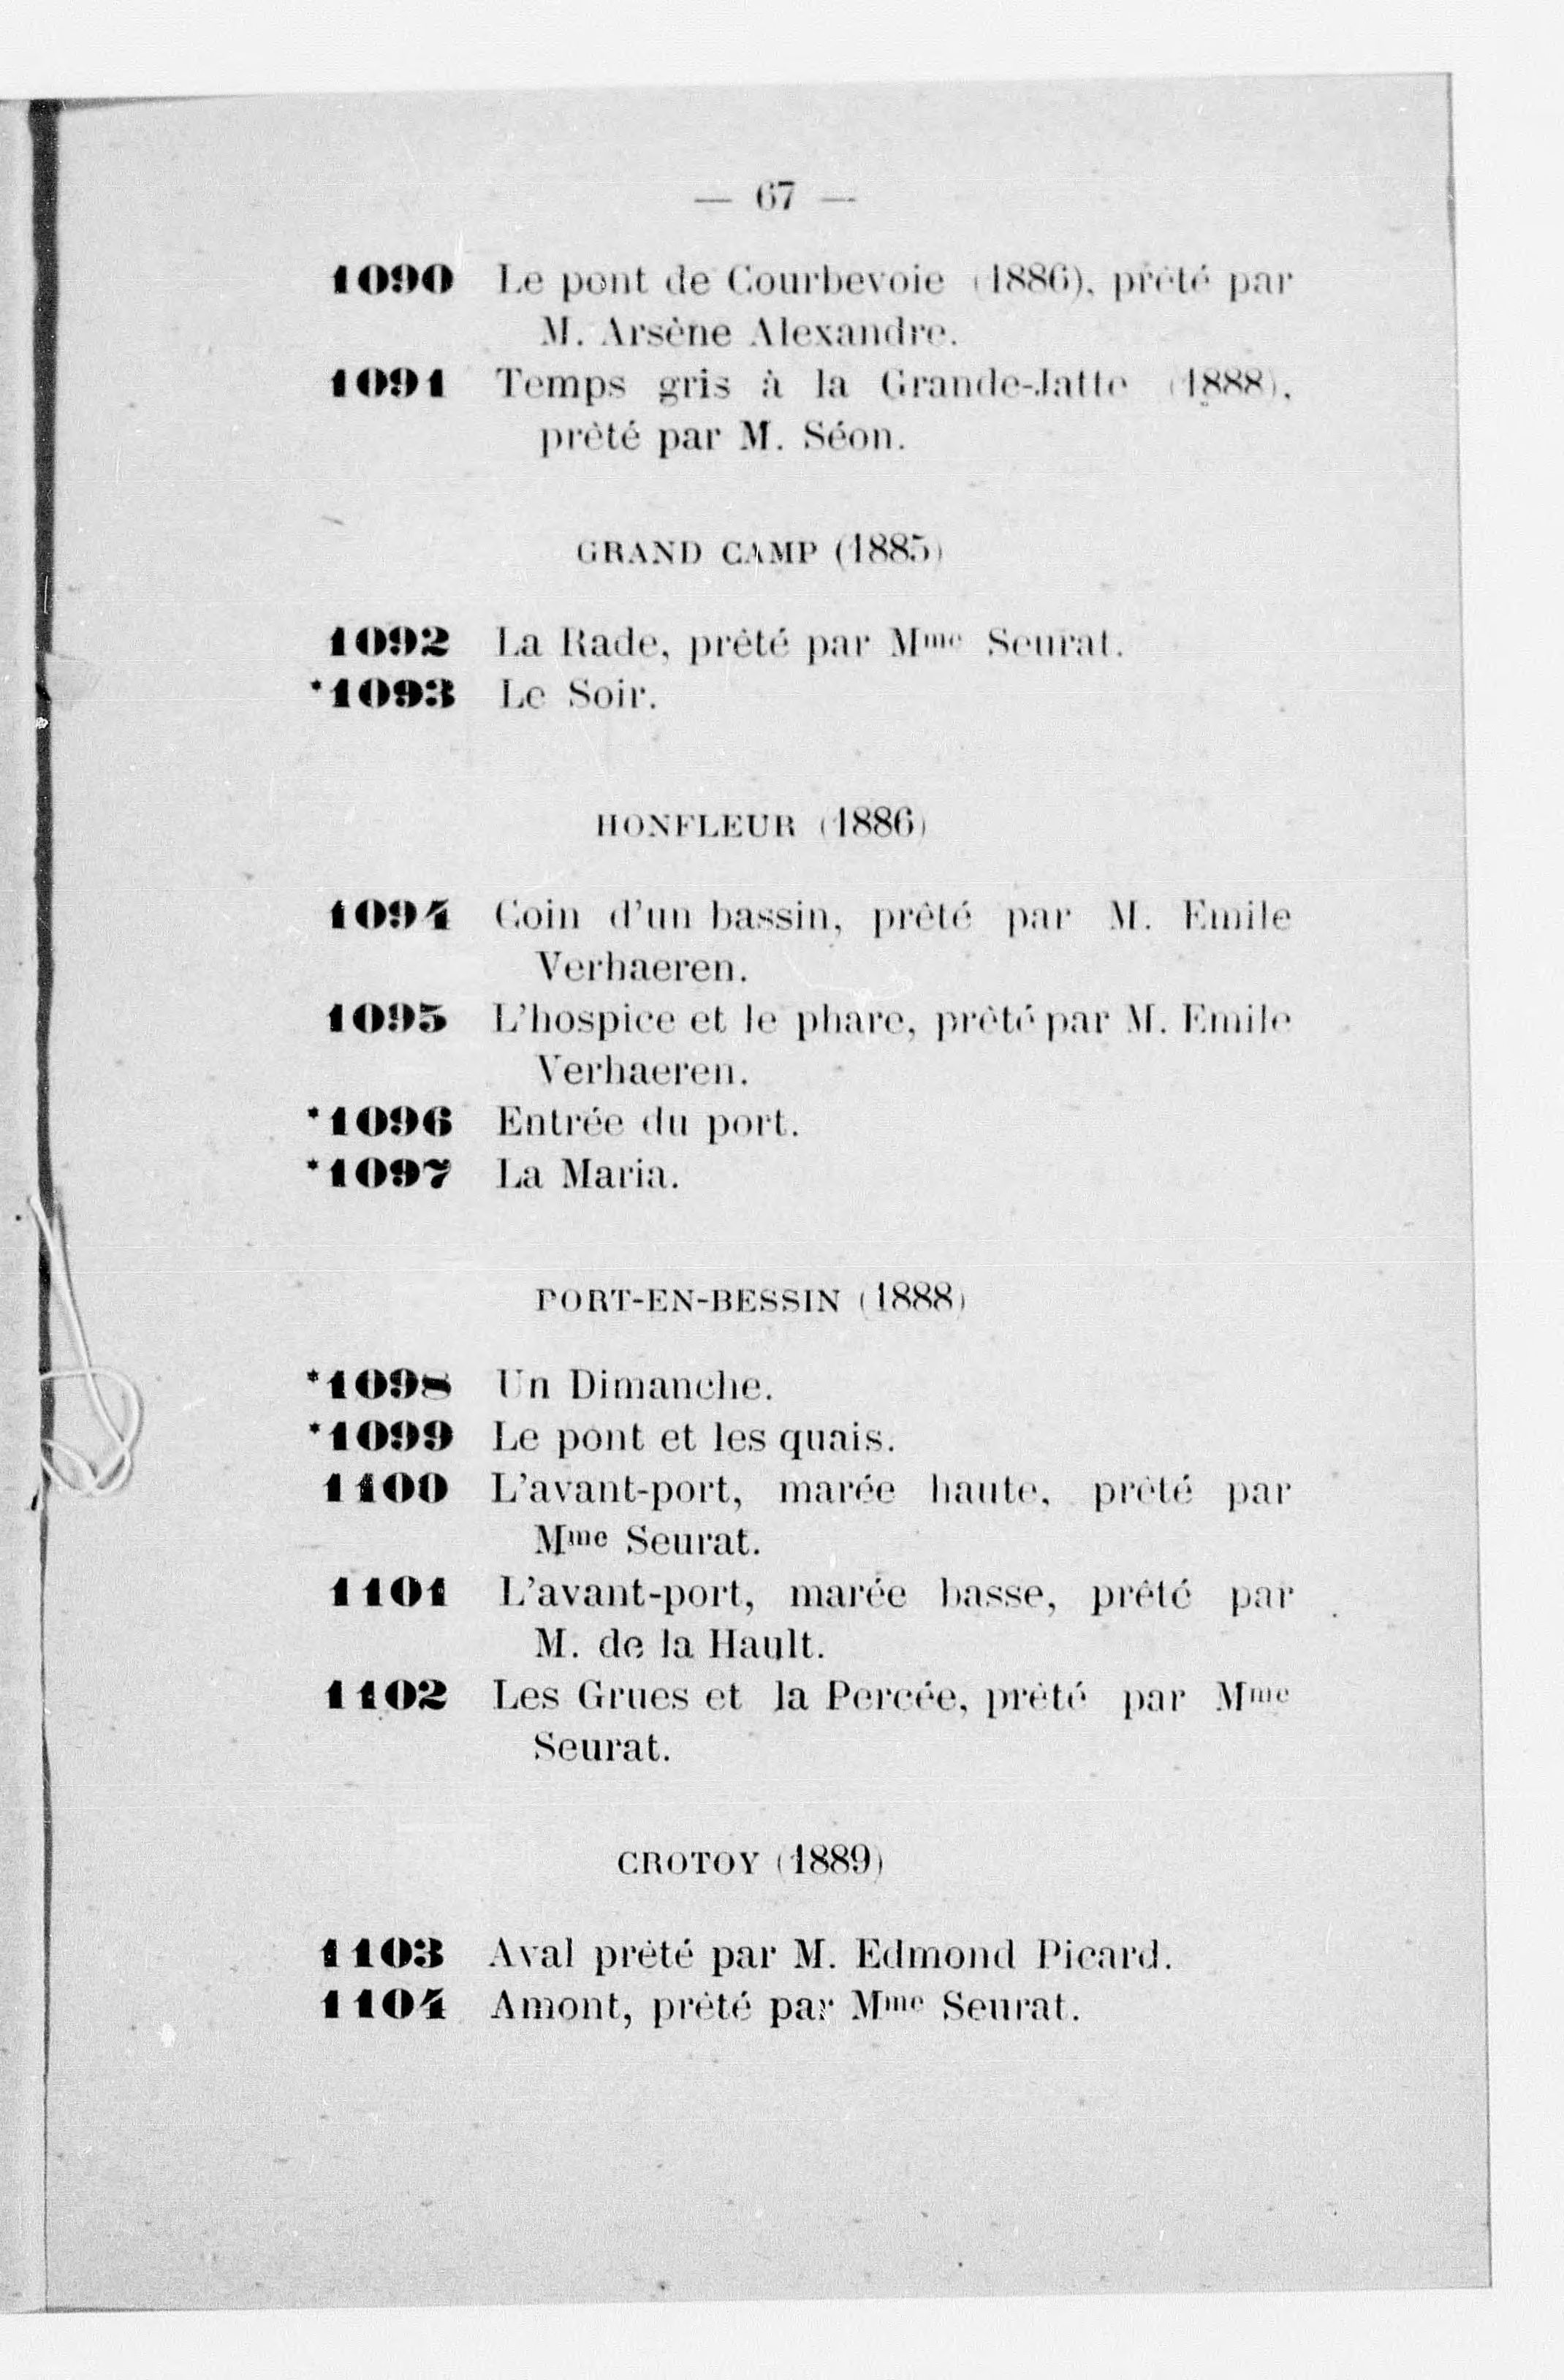 — 67 —
1090 Le pont de Courbevoie (1886), prêté par
M. Arsène Alexandre.
1091 Temps gris à la Grande-Jatte (1888),
prêté par M. Séon.
GRAND CAMP (1885)
1092 La Rade, prêté par Mme Seurat.
*1093 Le Soir.
HONFLEUR (1886)
1094 Coin d'un bassin, prêté par M. Emile
Verhaeren.
1095 L'hospice et le phare, prêté par M. Emile
Verhaeren.
*1096 Entrée du port.
*1097 La Maria.
PORT-EN-BESSIN (1888)
*1098 Un Dimanche.
*1099 Le pont et les quais.
1100 L'avant-port, marée haute, prêté par
Mme Seurat.
1101 L'avant-port, marée basse, prêté par
M. de la Hault.
1102 Les Grues et la Percée, prêté par Mme
Seurat.
CROTOY (1889)
1103 Aval prêté par M. Edmond Picard.
1104 Amont, prêté par Mme Seurat.